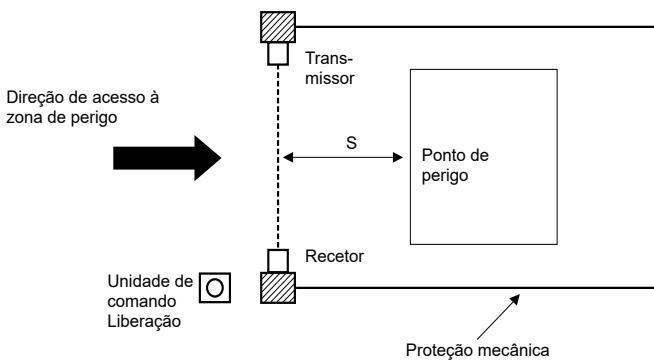 Trans-
missor
Direção de acesso à
zona de perigo
S
Ponto de
perigo
Recetor
Unidade de
comando
Liberação
Proteção mecânica